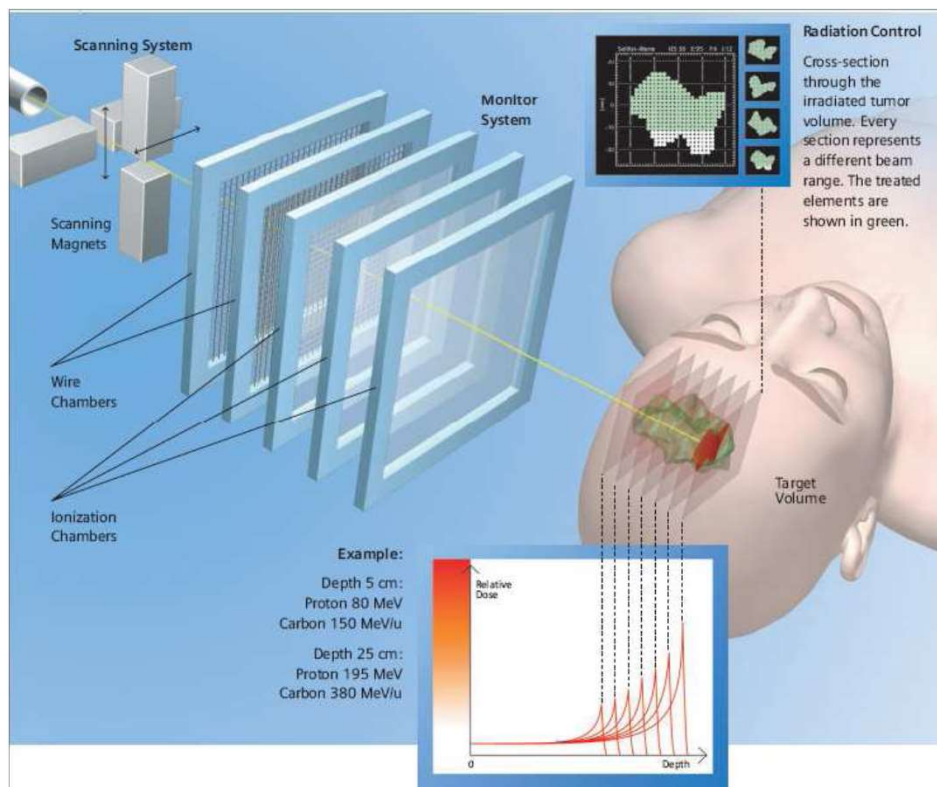 Scanning System
Scanning
Magnets
Monitor
System
Wire
Chambers
Ionization
Chambers
Radiation Control
Cross-section
through the
irradiated tumor
volume. Every
section represents
a different beam
range. The treated
elements are
shown in green.
Target
Volume
Example:
Depth 5 cm:
Proton 80 MeV
Carbon 150 MeV/u
Depth 25 cm:
Proton 195 MeV
Carbon 380 MeV/u
Relative
Dose
0
Depth